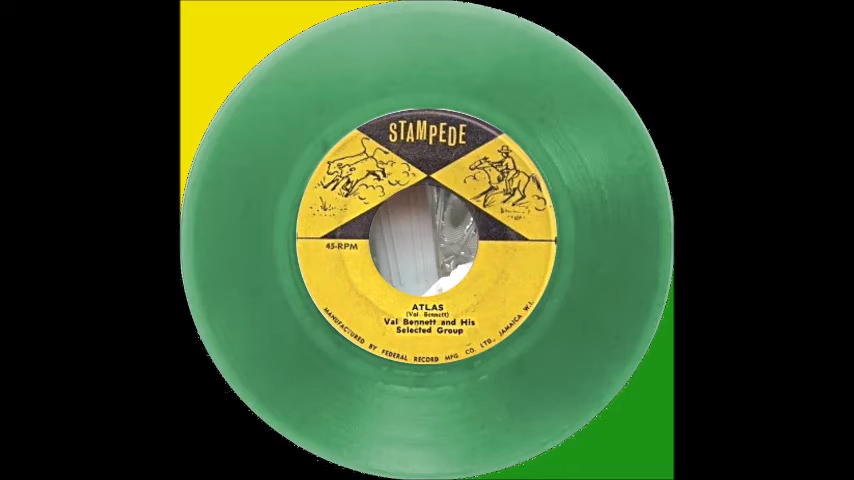 STAMPEDE
45-RPM
ATLAS
(Val Bennett)
Val Bennett and His
Selected Group
MANUFACTURED BY FEDERAL RECORD MFG CO. LTD., JAMAICA W.I.